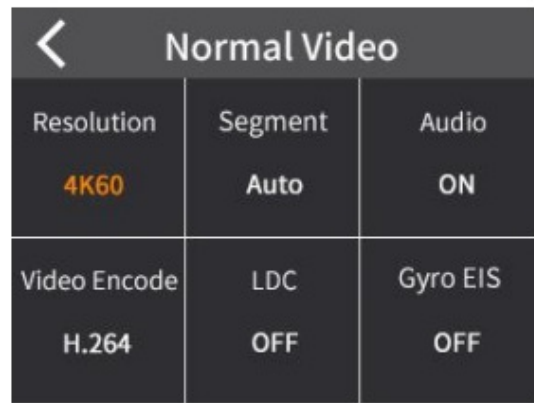 Normal Video
Resolution Segment Audio
4K60 Auto ON
Video Encode LDC Gyro EIS
H.264 OFF OFF